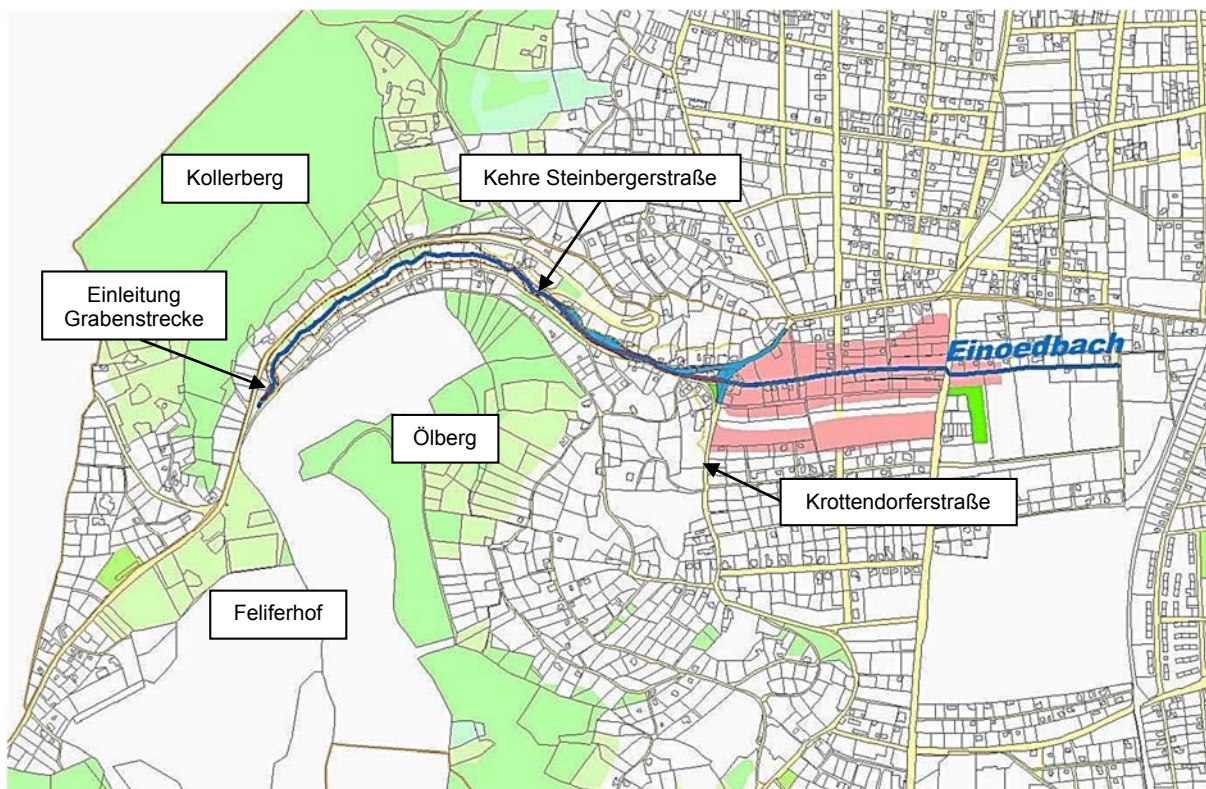 Kollerberg
Kehre Steinbergerstraße
Einleitung
Grabenstrecke
Einoedbach
Ölberg
Krottendorferstraße
Feliferhof